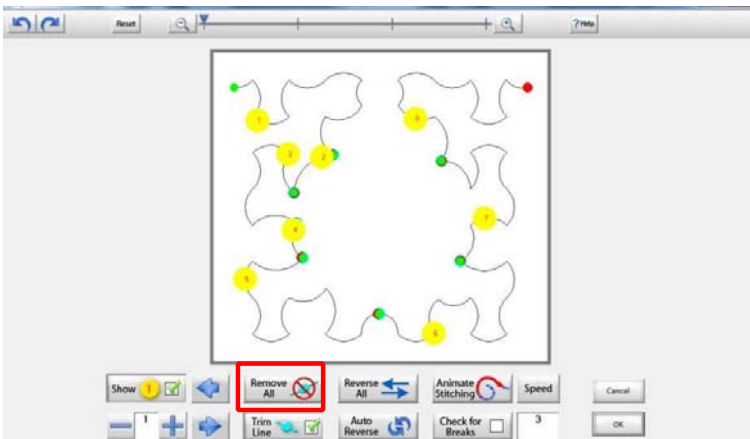 Reset
? Help
1
3
2
4
5
7
6
Show 1
Remove All
Reverse All
Animate Stitching
Speed
Cancel
1
Trim Line
Auto Reverse
Check for Breaks
3
OK